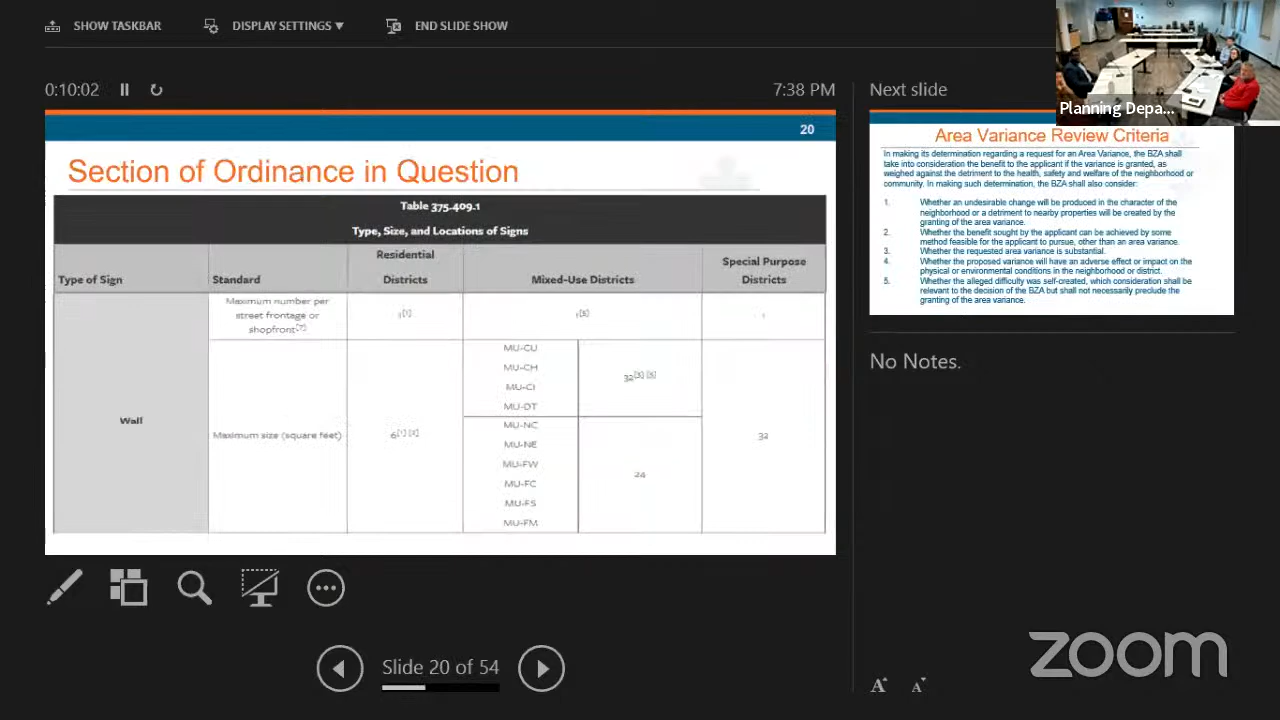 SHOW TASKBAR
DISPLAY SETTINGS ▼
END SLIDE SHOW
0:10:02
7:38 PM
Next slide
Planning Depa...
20
Section of Ordinance in Question
Table 375.409.1
Type, Size, and Locations of Signs
Type of Sign
Standard
Residential
Districts
Mixed-Use Districts
Special Purpose
Districts
Maximum number per
street frontage or
shopfront[7]
1[1]
1[6]
1
Wall
Maximum size (square feet)
6[1] [2]
MU-CU
MU-CH
MU-CI
MU-DT
32[3] [5]
MU-NC
MU-NE
MU-FW
MU-FC
MU-FS
MU-FM
24
32
Area Variance Review Criteria
In making its determination regarding a request for an Area Variance, the BZA shall
take into consideration the benefit to the applicant if the variance is granted, as
weighed against the detriment to the health, safety and welfare of the neighborhood or
community. In making such determination, the BZA shall also consider:
1. Whether an undesirable change will be produced in the character of the
neighborhood or a detriment to nearby properties will be created by the
granting of the area variance.
2. Whether the benefit sought by the applicant can be achieved by some
method feasible for the applicant to pursue, other than an area variance.
3. Whether the requested area variance is substantial.
4. Whether the proposed variance will have an adverse effect or impact on the
physical or environmental conditions in the neighborhood or district.
5. Whether the alleged difficulty was self-created, which consideration shall be
relevant to the decision of the BZA but shall not necessarily preclude the
granting of the area variance.
No Notes.
Slide 20 of 54
A A
zoom